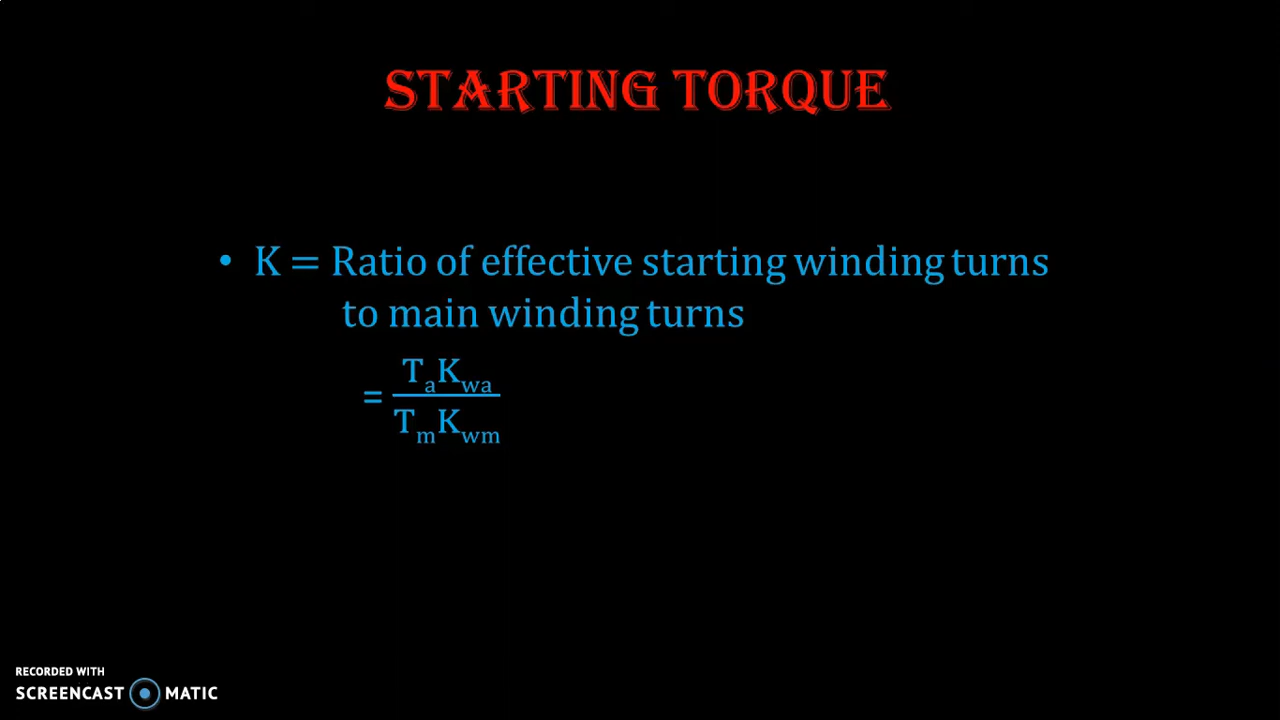 STARTING TORQUE
• K = Ratio of effective starting winding turns
to main winding turns
= TaKwa / TmKwm
RECORDED WITH
SCREENCAST MATIC